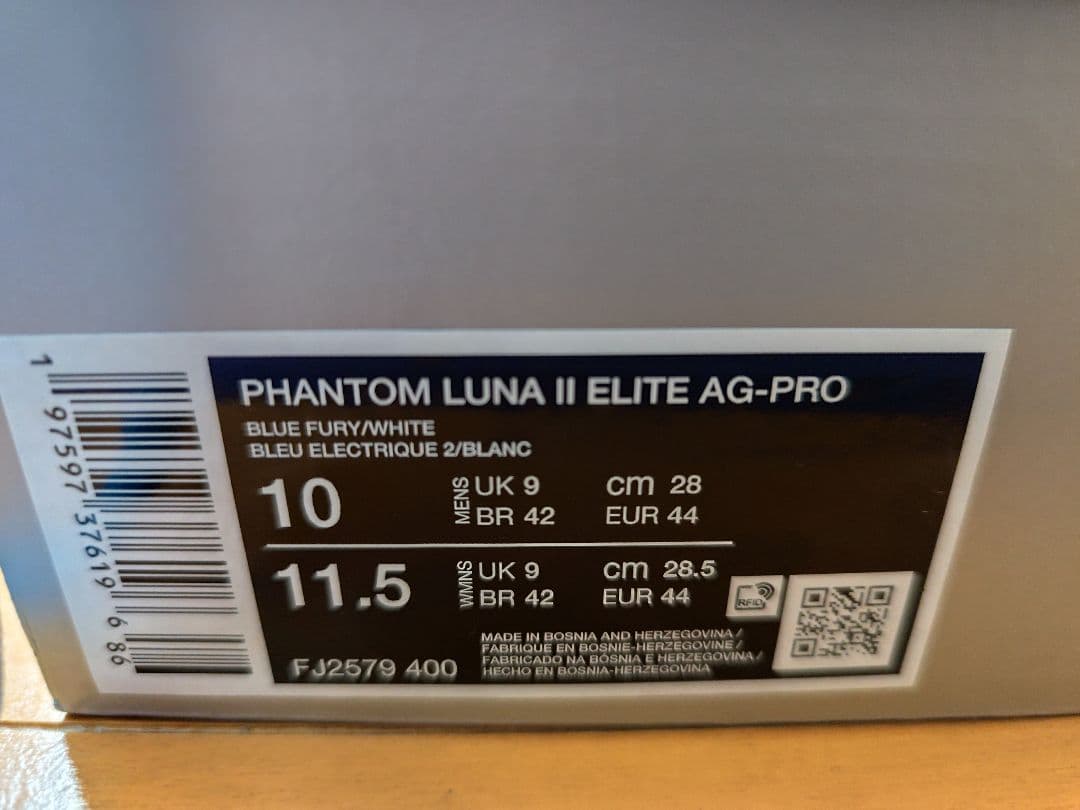 PHANTOM LUNA II ELITE AG-PRO
BLUE FURY/WHITE
BLEU ELECTRIQUE 2/BLANC
10
MENS
UK 9
cm 28
BR 42
EUR 44
11.5
WMNS
UK 9
cm 28.5
BR 42
EUR 44
RFID
FJ2579 400
MADE IN BOSNIA AND HERZEGOVINA /
FABRIQUE EN BOSNIE-HERZEGOVINE /
FABRICADO NA BÓSNIA E HERZEGOVINA /
HECHO EN BOSNIA-HERZEGOVINA
1 97597 37619 6 86